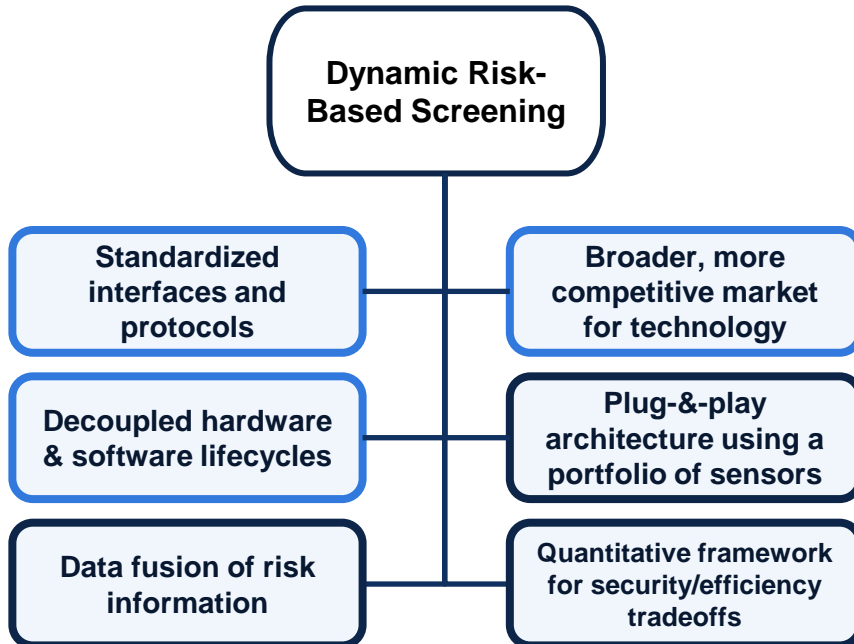 Dynamic Risk-
Based Screening
Standardized
interfaces and
protocols
Broader, more
competitive market
for technology
Decoupled hardware
& software lifecycles
Plug-&-play
architecture using a
portfolio of sensors
Data fusion of risk
information
Quantitative framework
for security/efficiency
tradeoffs